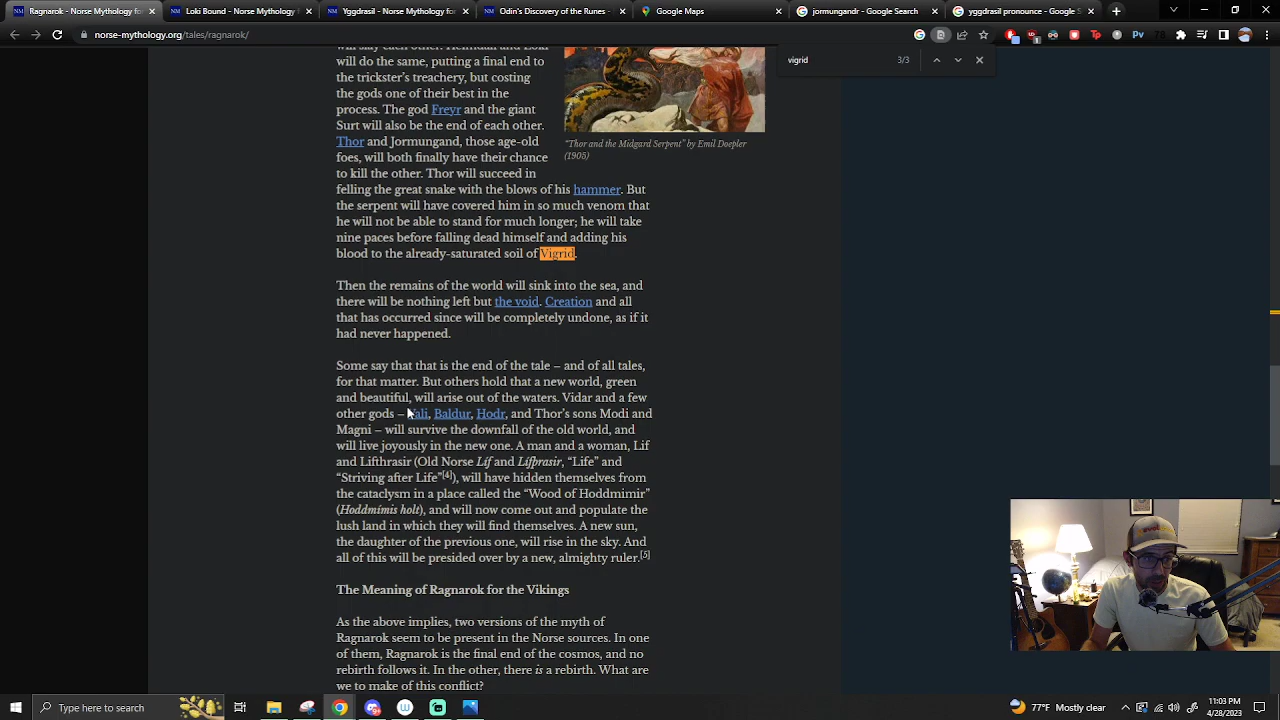 Ragnarok - Norse Mythology for
Loki Bound - Norse Mythology f
Yggdrasil - Norse Mythology for
Odin's Discovery of the Runes -
Google Maps
jormungandr - Google Search
yggdrasil pronounce - Google S
norse-mythology.org/tales/ragnarok/
vigrid
3/3
will slay each other. Heimdall and Loki
will do the same, putting a final end to
the trickster's treachery, but costing
the gods one of their best in the
process. The god Freyr and the giant
Surt will also be the end of each other.
Thor and Jormungand, those age-old
foes, will both finally have their chance
to kill the other. Thor will succeed in
felling the great snake with the blows of his hammer. But
the serpent will have covered him in so much venom that
he will not be able to stand for much longer; he will take
nine paces before falling dead himself and adding his
blood to the already-saturated soil of Vigrid.
“Thor and the Midgard Serpent” by Emil Doepler
(1905)
Then the remains of the world will sink into the sea, and
there will be nothing left but the void. Creation and all
that has occurred since will be completely undone, as if it
had never happened.
Some say that that is the end of the tale – and of all tales,
for that matter. But others hold that a new world, green
and beautiful, will arise out of the waters. Vidar and a few
other gods – Vali, Baldur, Hodr, and Thor's sons Modi and
Magni – will survive the downfall of the old world, and
will live joyously in the new one. A man and a woman, Lif
and Lifthrasir (Old Norse Líf and Lífþrasir, “Life” and
“Striving after Life”[4]), will have hidden themselves from
the cataclysm in a place called the “Wood of Hoddmimir”
(Hoddmímis holt), and will now come out and populate the
lush land in which they will find themselves. A new sun,
the daughter of the previous one, will rise in the sky. And
all of this will be presided over by a new, almighty ruler.[5]
The Meaning of Ragnarok for the Vikings
As the above implies, two versions of the myth of
Ragnarok seem to be present in the Norse sources. In one
of them, Ragnarok is the final end of the cosmos, and no
rebirth follows it. In the other, there is a rebirth. What are
we to make of this conflict?
Type here to search
77°F Mostly clear
11:03 PM
4/28/2023